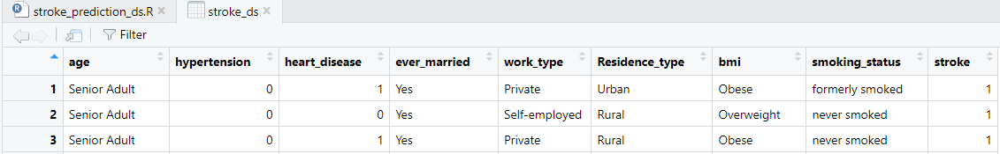 stroke_prediction_ds.R stroke_ds
Filter
age hypertension heart_disease ever_married work_type Residence_type bmi smoking_status stroke
1 Senior Adult 0 1 Yes Private Urban Obese formerly smoked 1
2 Senior Adult 0 0 Yes Self-employed Rural Overweight never smoked 1
3 Senior Adult 0 1 Yes Private Rural Obese never smoked 1